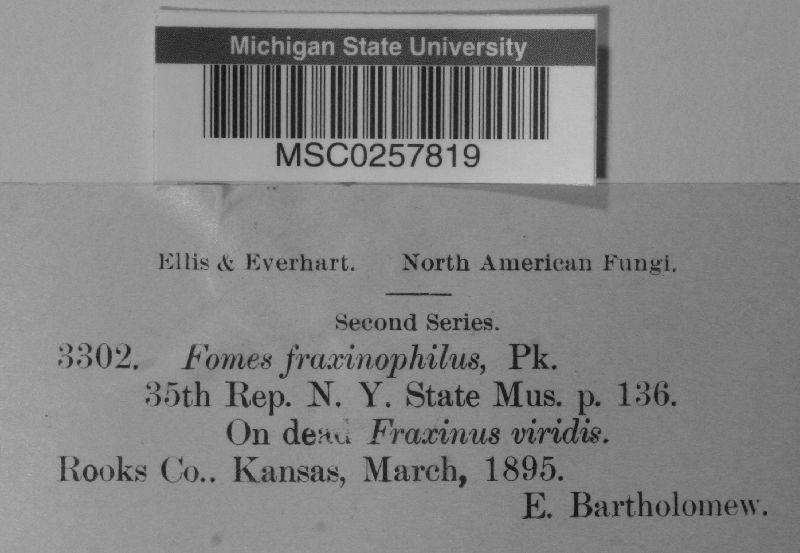 Michigan State University
MSC0257819
Ellis & Everhart. North American Fungi.
Second Series.
3302. Fomes fraxinophilus, Pk.
35th Rep. N. Y. State Mus. p. 136.
On dead Fraxinus viridis.
Rooks Co.. Kansas, March, 1895.
E. Bartholomew.